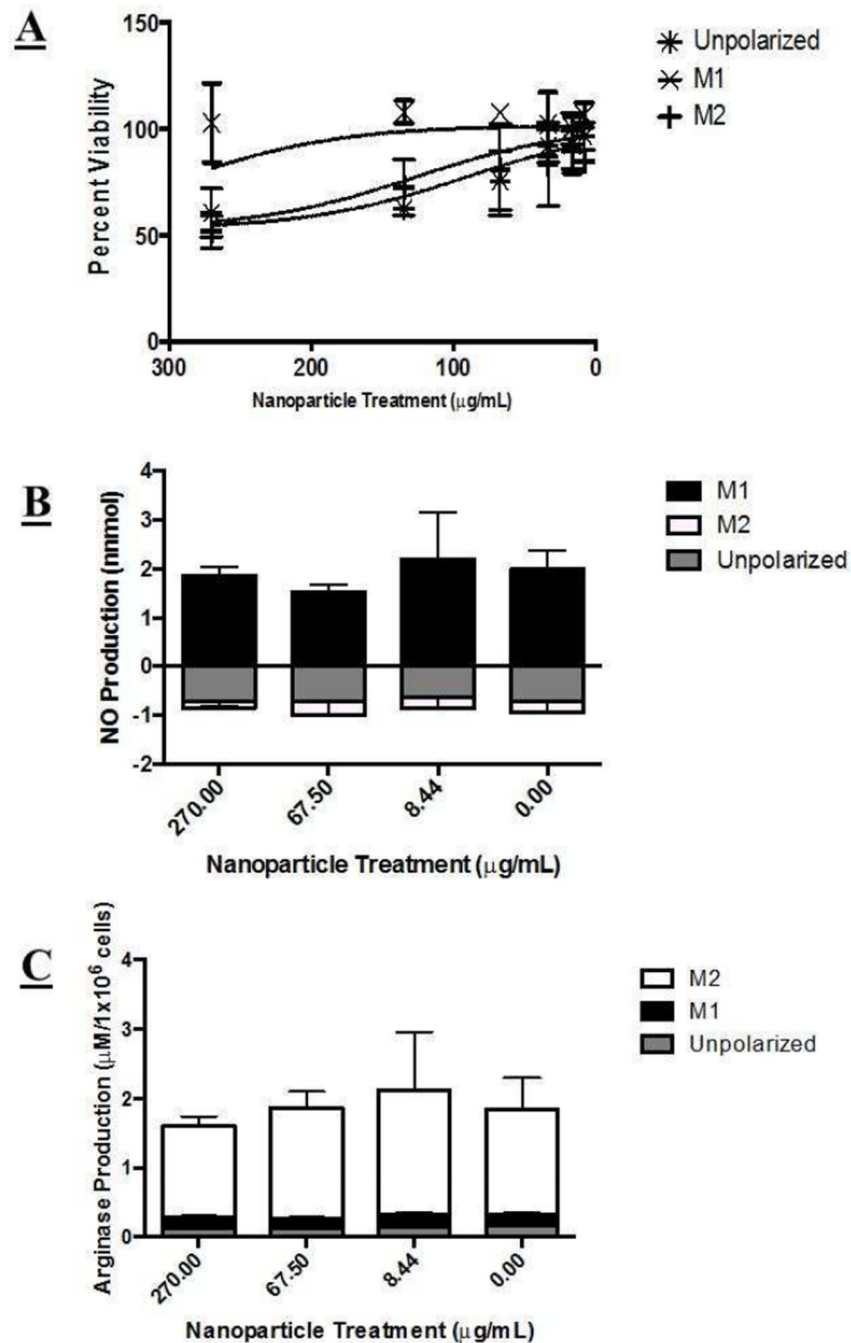 A
Percent Viability
150
100
50
0
300
200
100
0
Nanoparticle Treatment (μg/mL)
Unpolarized
M1
M2
B
NO Production (nnmol)
4
3
2
1
0
-1
-2
270.00
67.50
8.44
0.00
Nanoparticle Treatment (μg/mL)
M1
M2
Unpolarized
C
Arginase Production (μM/1x10⁶ cells)
4
3
2
1
0
270.00
67.50
8.44
0.00
Nanoparticle Treatment (μg/mL)
M2
M1
Unpolarized